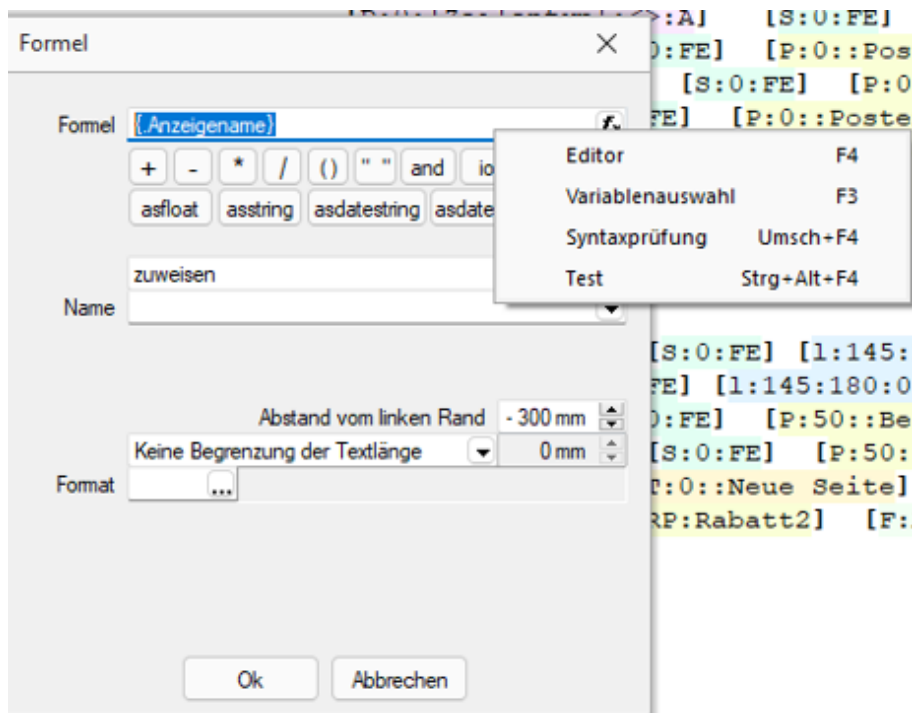 :A] [S:0:FE]
Formel
0:FE] [P:0::Pos
[S:0:FE] [P:0
FE] [P:0::Poste
Formel {.Anzeigename}
+ - * / () " " and
asfloat asstring asdatestring asdate
Editor F4
Variablenauswahl F3
Syntaxprüfung Umsch+F4
Test Strg+Alt+F4
zuweisen
Name
[S:0:FE] [l:145:
FE] [l:145:180:0
Abstand vom linken Rand - 300 mm
0:FE] [P:50::Be
Keine Begrenzung der Textlänge 0 mm
[S:0:FE] [P:50:
Format ...
T:0::Neue Seite]
RP:Rabatt2] [F:
Ok Abbrechen